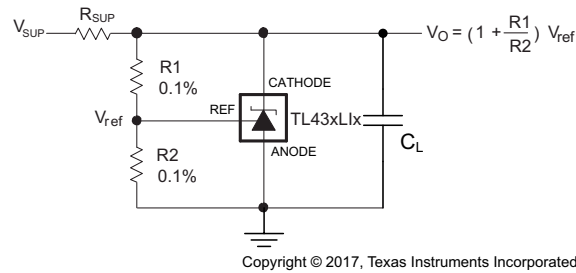 RSUP
VSUP
VO = (1 + R1/R2) Vref
R1
0.1%
CATHODE
REF
Vref
TL43xLIx
R2
0.1%
ANODE
CL
Copyright © 2017, Texas Instruments Incorporated